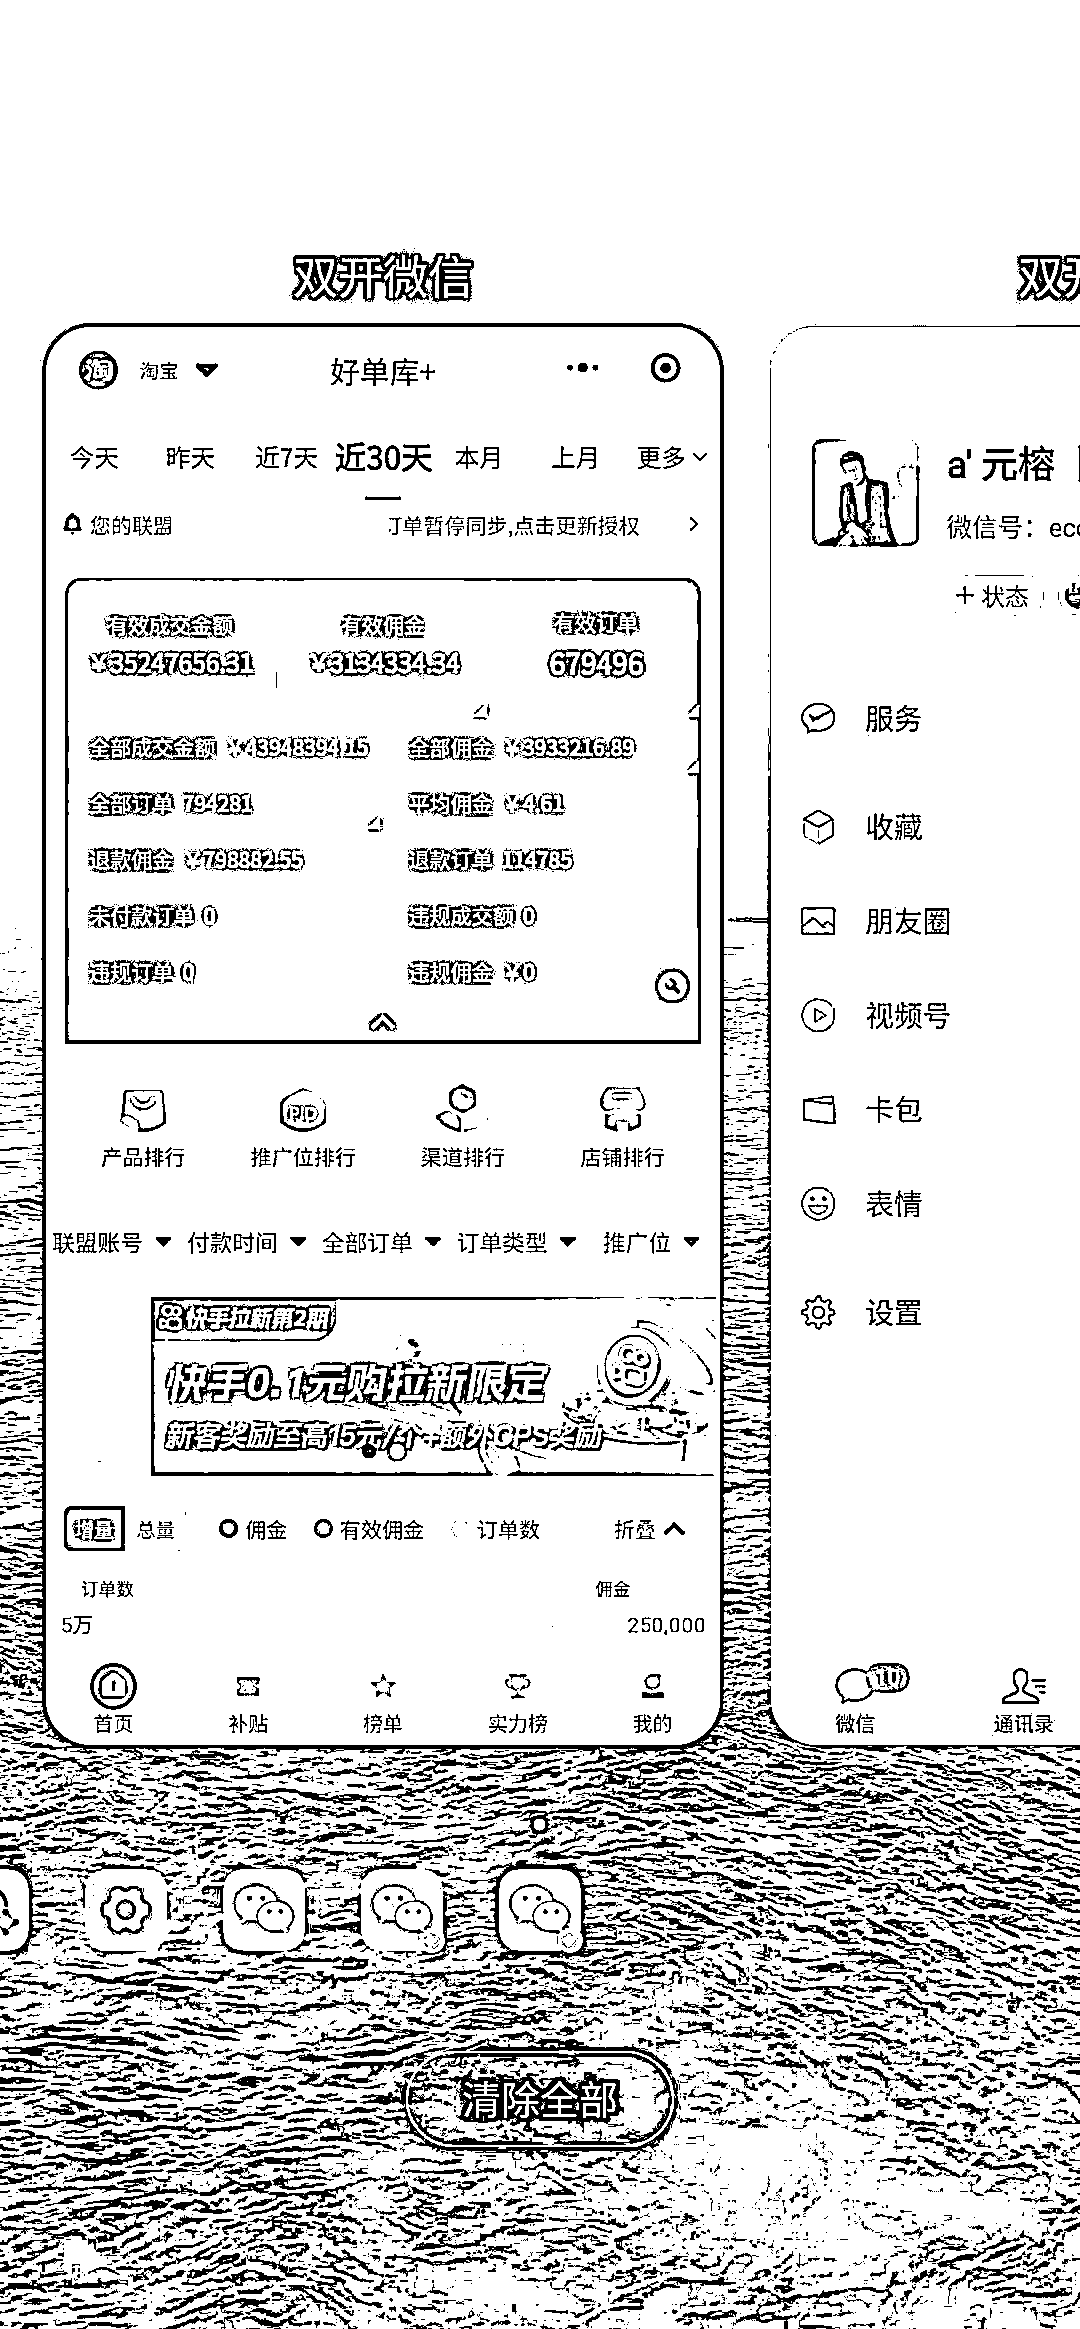 双开微信
淘 淘宝 好单库+
今天 昨天 近7天 近30天 本月 上月 更多
您的联盟 订单暂停同步,点击更新授权
有效成交金额 有效佣金 有效订单
¥35247656.31 ¥3134334.34 679496
全部成交金额 ¥43948394.15 全部佣金 ¥3933216.89
全部订单 794281 平均佣金 ¥4.61
退款佣金 ¥798882.55 退款订单 114785
未付款订单 0 违规成交额 0
违规订单 0 违规佣金 ¥0
产品排行 推广位排行 渠道排行 店铺排行
联盟账号 付款时间 全部订单 订单类型 推广位
快手拉新第2期
快手0.1元购拉新限定
新客奖励至高15元/个+额外CPS奖励
增量 总量 佣金 有效佣金 订单数 折叠
订单数 佣金
5万 250,000
首页 补贴 榜单 实力榜 我的
双开
a' 元榕
微信号：eco
+ 状态
服务
收藏
朋友圈
视频号
卡包
表情
设置
10
微信 通讯录
清除全部